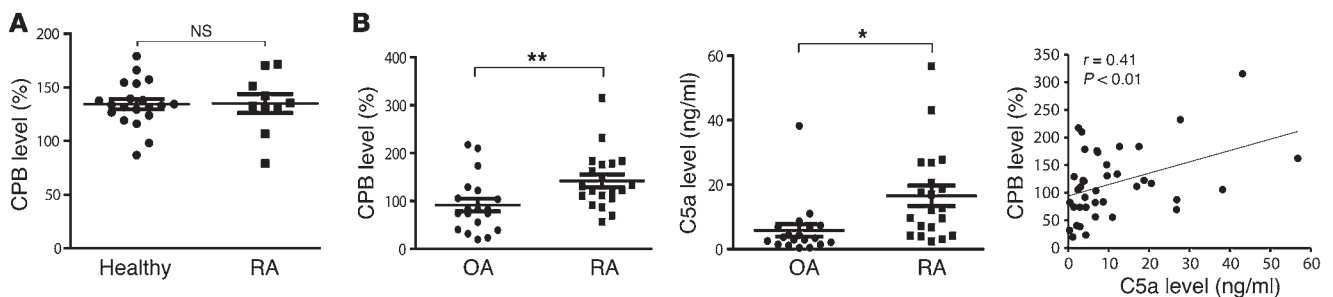 A
NS
CPB level (%)
200
150
100
50
0
Healthy
RA
B
**
CPB level (%)
400
300
200
100
0
OA
RA
*
C5a level (ng/ml)
60
40
20
0
OA
RA
r = 0.41
P < 0.01
CPB level (%)
350
300
250
200
150
100
50
0
0
10
20
30
40
50
60
C5a level (ng/ml)